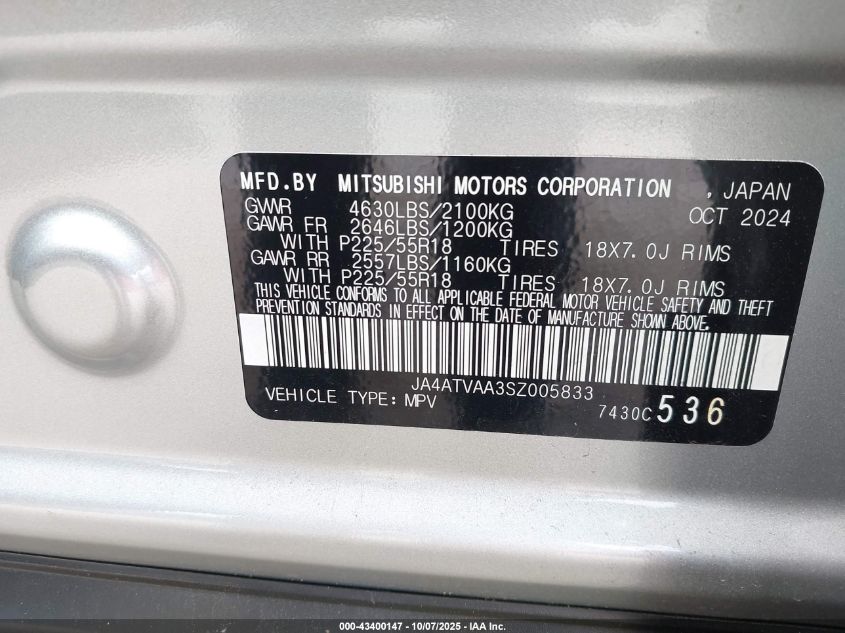 MFD.BY MITSUBISHI MOTORS CORPORATION , JAPAN
GVWR 4630LBS/2100KG OCT 2024
GAWR FR 2646LBS/1200KG
WITH P225/55R18 TIRES 18X7.0J RIMS
GAWR RR 2557LBS/1160KG
WITH P225/55R18 TIRES 18X7.0J RIMS
THIS VEHICLE CONFORMS TO ALL APPLICABLE FEDERAL MOTOR VEHICLE SAFETY AND THEFT
PREVENTION STANDARDS IN EFFECT ON THE DATE OF MANUFACTURE SHOWN ABOVE.
JA4ATVAA3SZ005833
VEHICLE TYPE: MPV 7430C 536
000-43400147 - 10/07/2025 - IAA Inc.